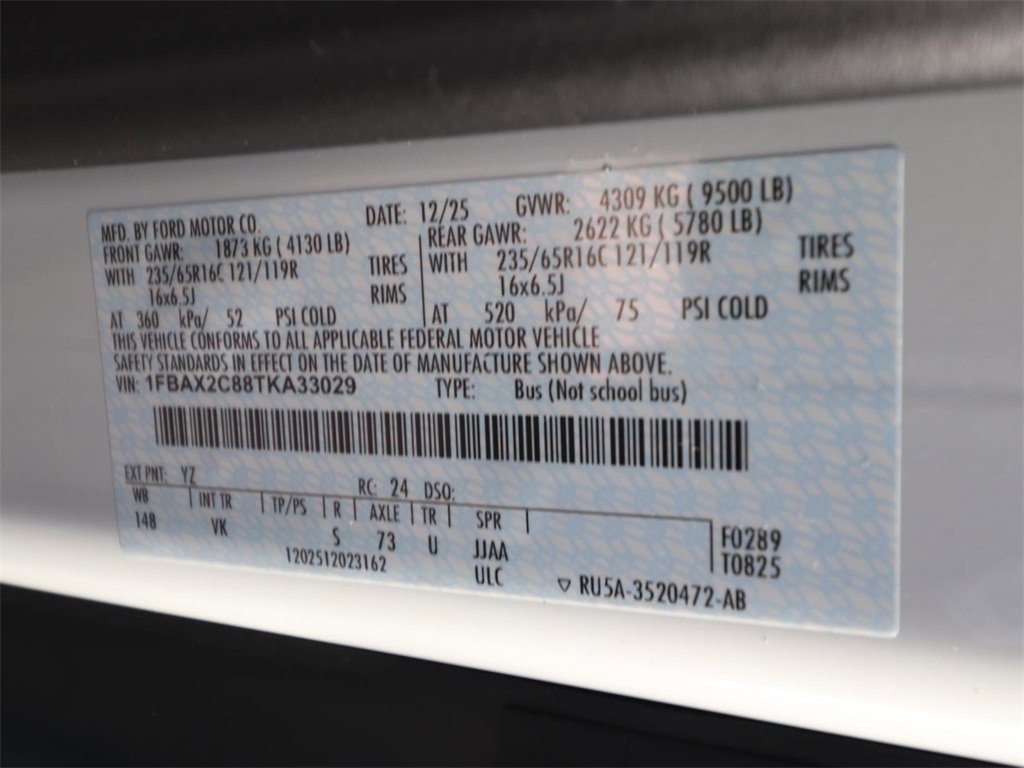 MFD. BY FORD MOTOR CO. DATE: 12/25 GVWR: 4309 KG ( 9500 LB)
FRONT GAWR: 1873 KG ( 4130 LB) REAR GAWR: 2622 KG ( 5780 LB)
WITH 235/65R16C 121/119R TIRES WITH 235/65R16C 121/119R TIRES
16x6.5J RIMS 16x6.5J RIMS
AT 360 kPa/ 52 PSI COLD AT 520 kPa/ 75 PSI COLD
THIS VEHICLE CONFORMS TO ALL APPLICABLE FEDERAL MOTOR VEHICLE
SAFETY STANDARDS IN EFFECT ON THE DATE OF MANUFACTURE SHOWN ABOVE.
VIN: 1FBAX2C88TKA33029 TYPE: Bus (Not school bus)
EXT PNT: YZ RC: 24 DSO:
WB INT TR TP/PS R AXLE TR SPR
148 VK S 73 U JJAA F0289
1202512023162 ULC T0825
RU5A-3520472-AB